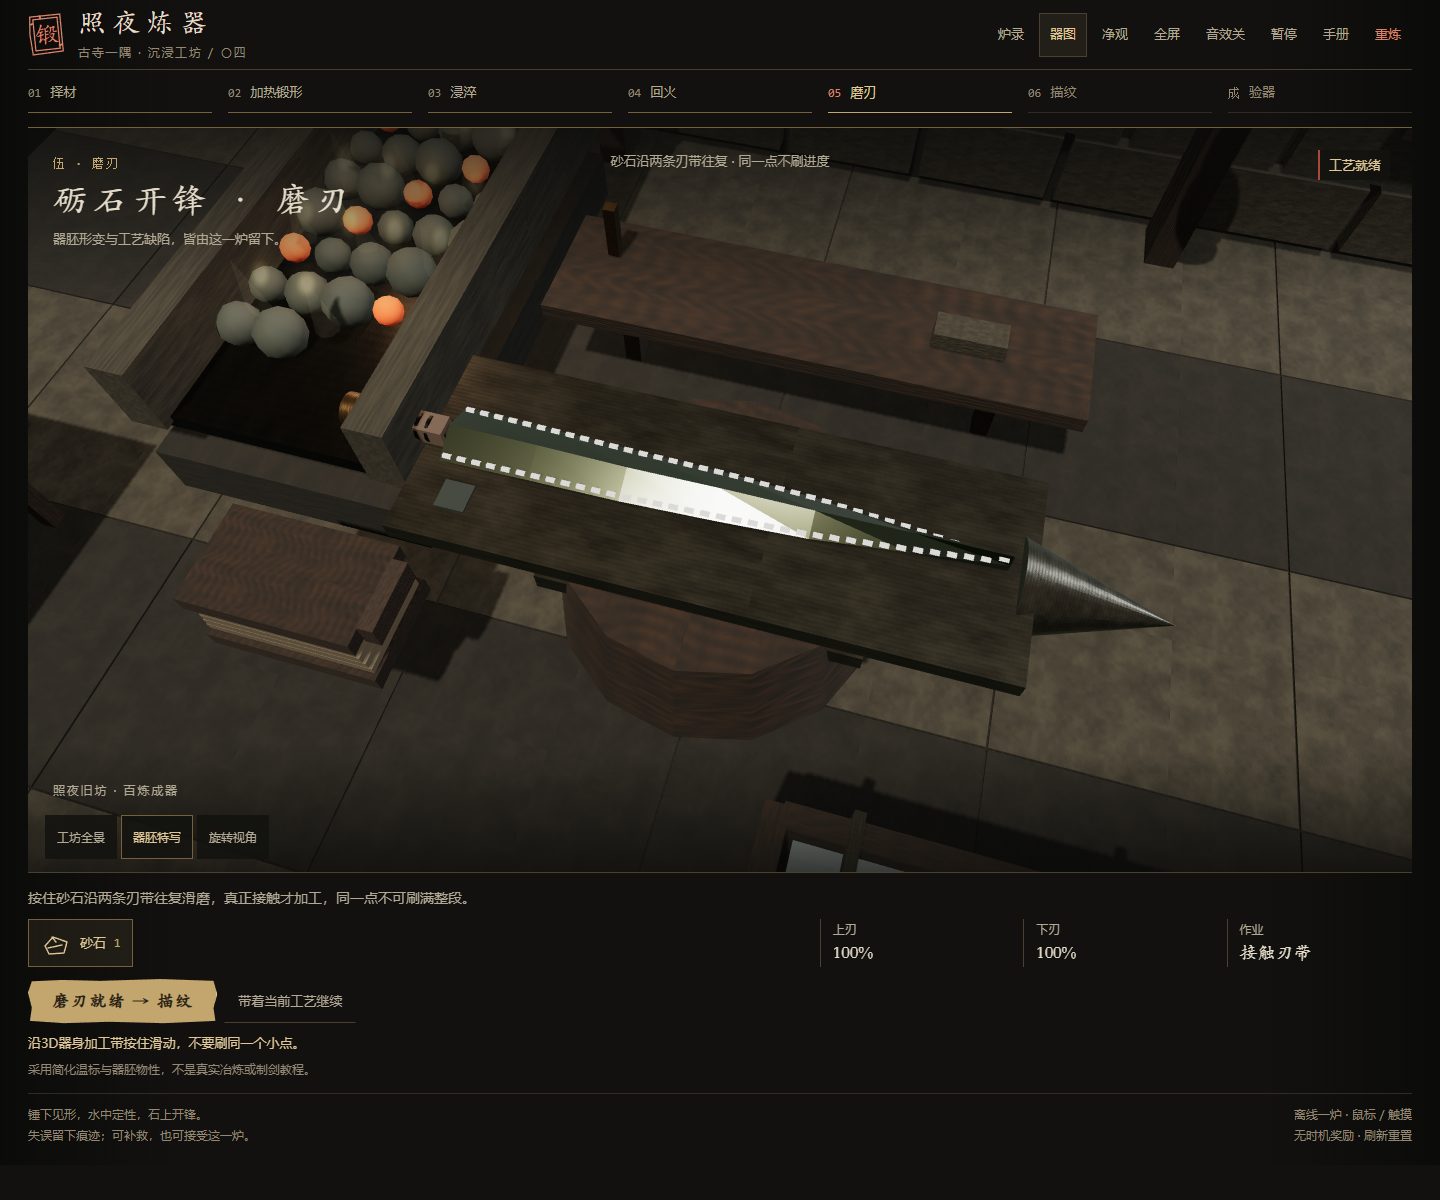 锻
照夜炼器
古寺一隅 · 沉浸工坊 / 〇四
炉录 器图 净观 全屏 音效关 暂停 手册 重炼
01 择材 02 加热锻形 03 浸淬 04 回火 05 磨刃 06 描纹 成 验器
伍 · 磨刃
砺石开锋 · 磨刃
器胚形变与工艺缺陷，皆由这一炉留下。
砂石沿两条刃带往复 · 同一点不刷进度
工艺就绪
照夜旧坊 · 百炼成器
工坊全景 器胚特写 旋转视角
按住砂石沿两条刃带往复滑磨，真正接触才加工，同一点不可刷满整段。
砂石 1
上刃 下刃 作业
100% 100% 接触刃带
磨刃就绪 → 描纹 带着当前工艺继续
沿3D器身加工带按住滑动，不要刷同一个小点。
采用简化温标与器胚物性，不是真实冶炼或制剑教程。
锤下见形，水中定性，石上开锋。
失误留下痕迹；可补救，也可接受这一炉。
离线一炉 · 鼠标 / 触摸
无时机奖励 · 刷新重置